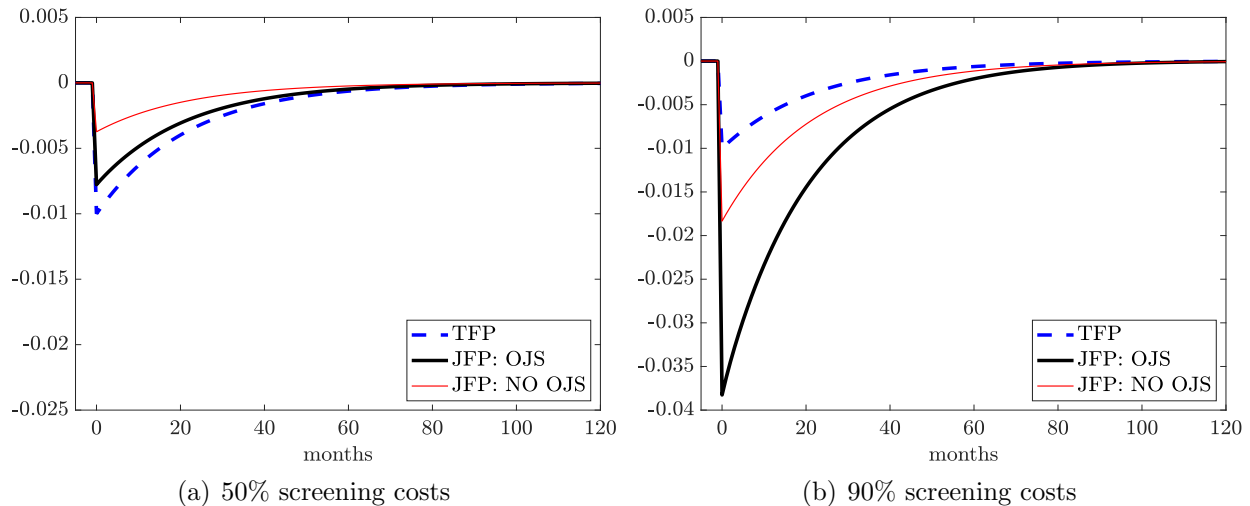 0.005
0
-0.005
-0.01
-0.015
-0.02
-0.025
0 20 40 60 80 100 120
months
TFP
JFP: OJS
JFP: NO OJS
(a) 50% screening costs
0.005
0
-0.005
-0.01
-0.015
-0.02
-0.025
-0.03
-0.035
-0.04
0 20 40 60 80 100 120
months
TFP
JFP: OJS
JFP: NO OJS
(b) 90% screening costs